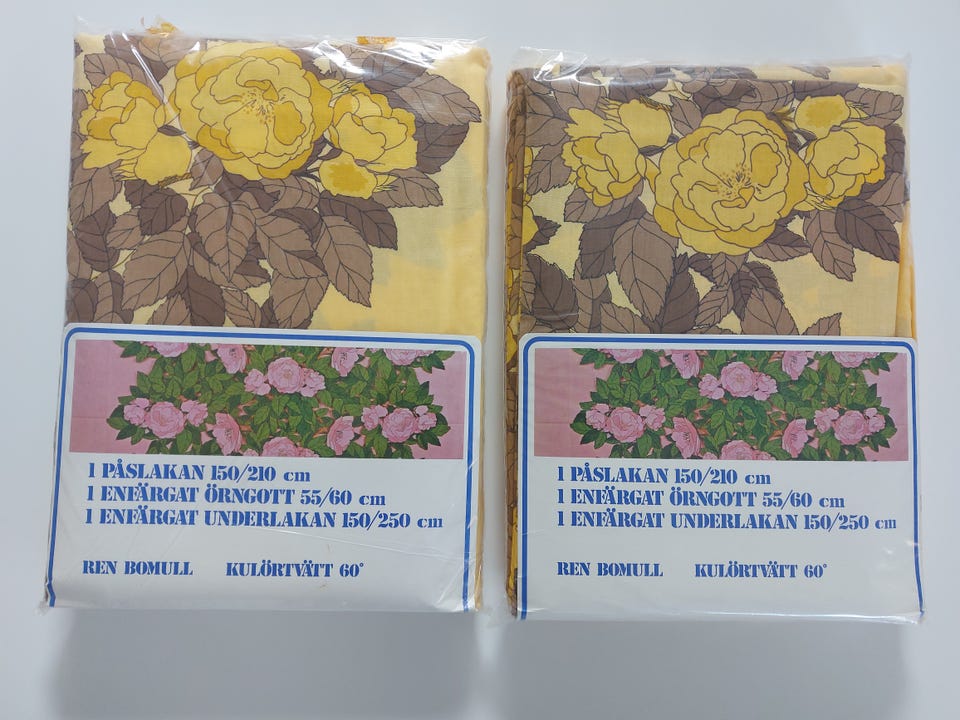 1 PÅSLAKAN 150/210 cm
1 ENFÄRGAT ÖRNGOTT 55/60 cm
1 ENFÄRGAT UNDERLAKAN 150/250 cm
REN BOMULL KULÖRTVÄTT 60°
1 PÅSLAKAN 150/210 cm
1 ENFÄRGAT ÖRNGOTT 55/60 cm
1 ENFÄRGAT UNDERLAKAN 150/250 cm
REN BOMULL KULÖRTVÄTT 60°